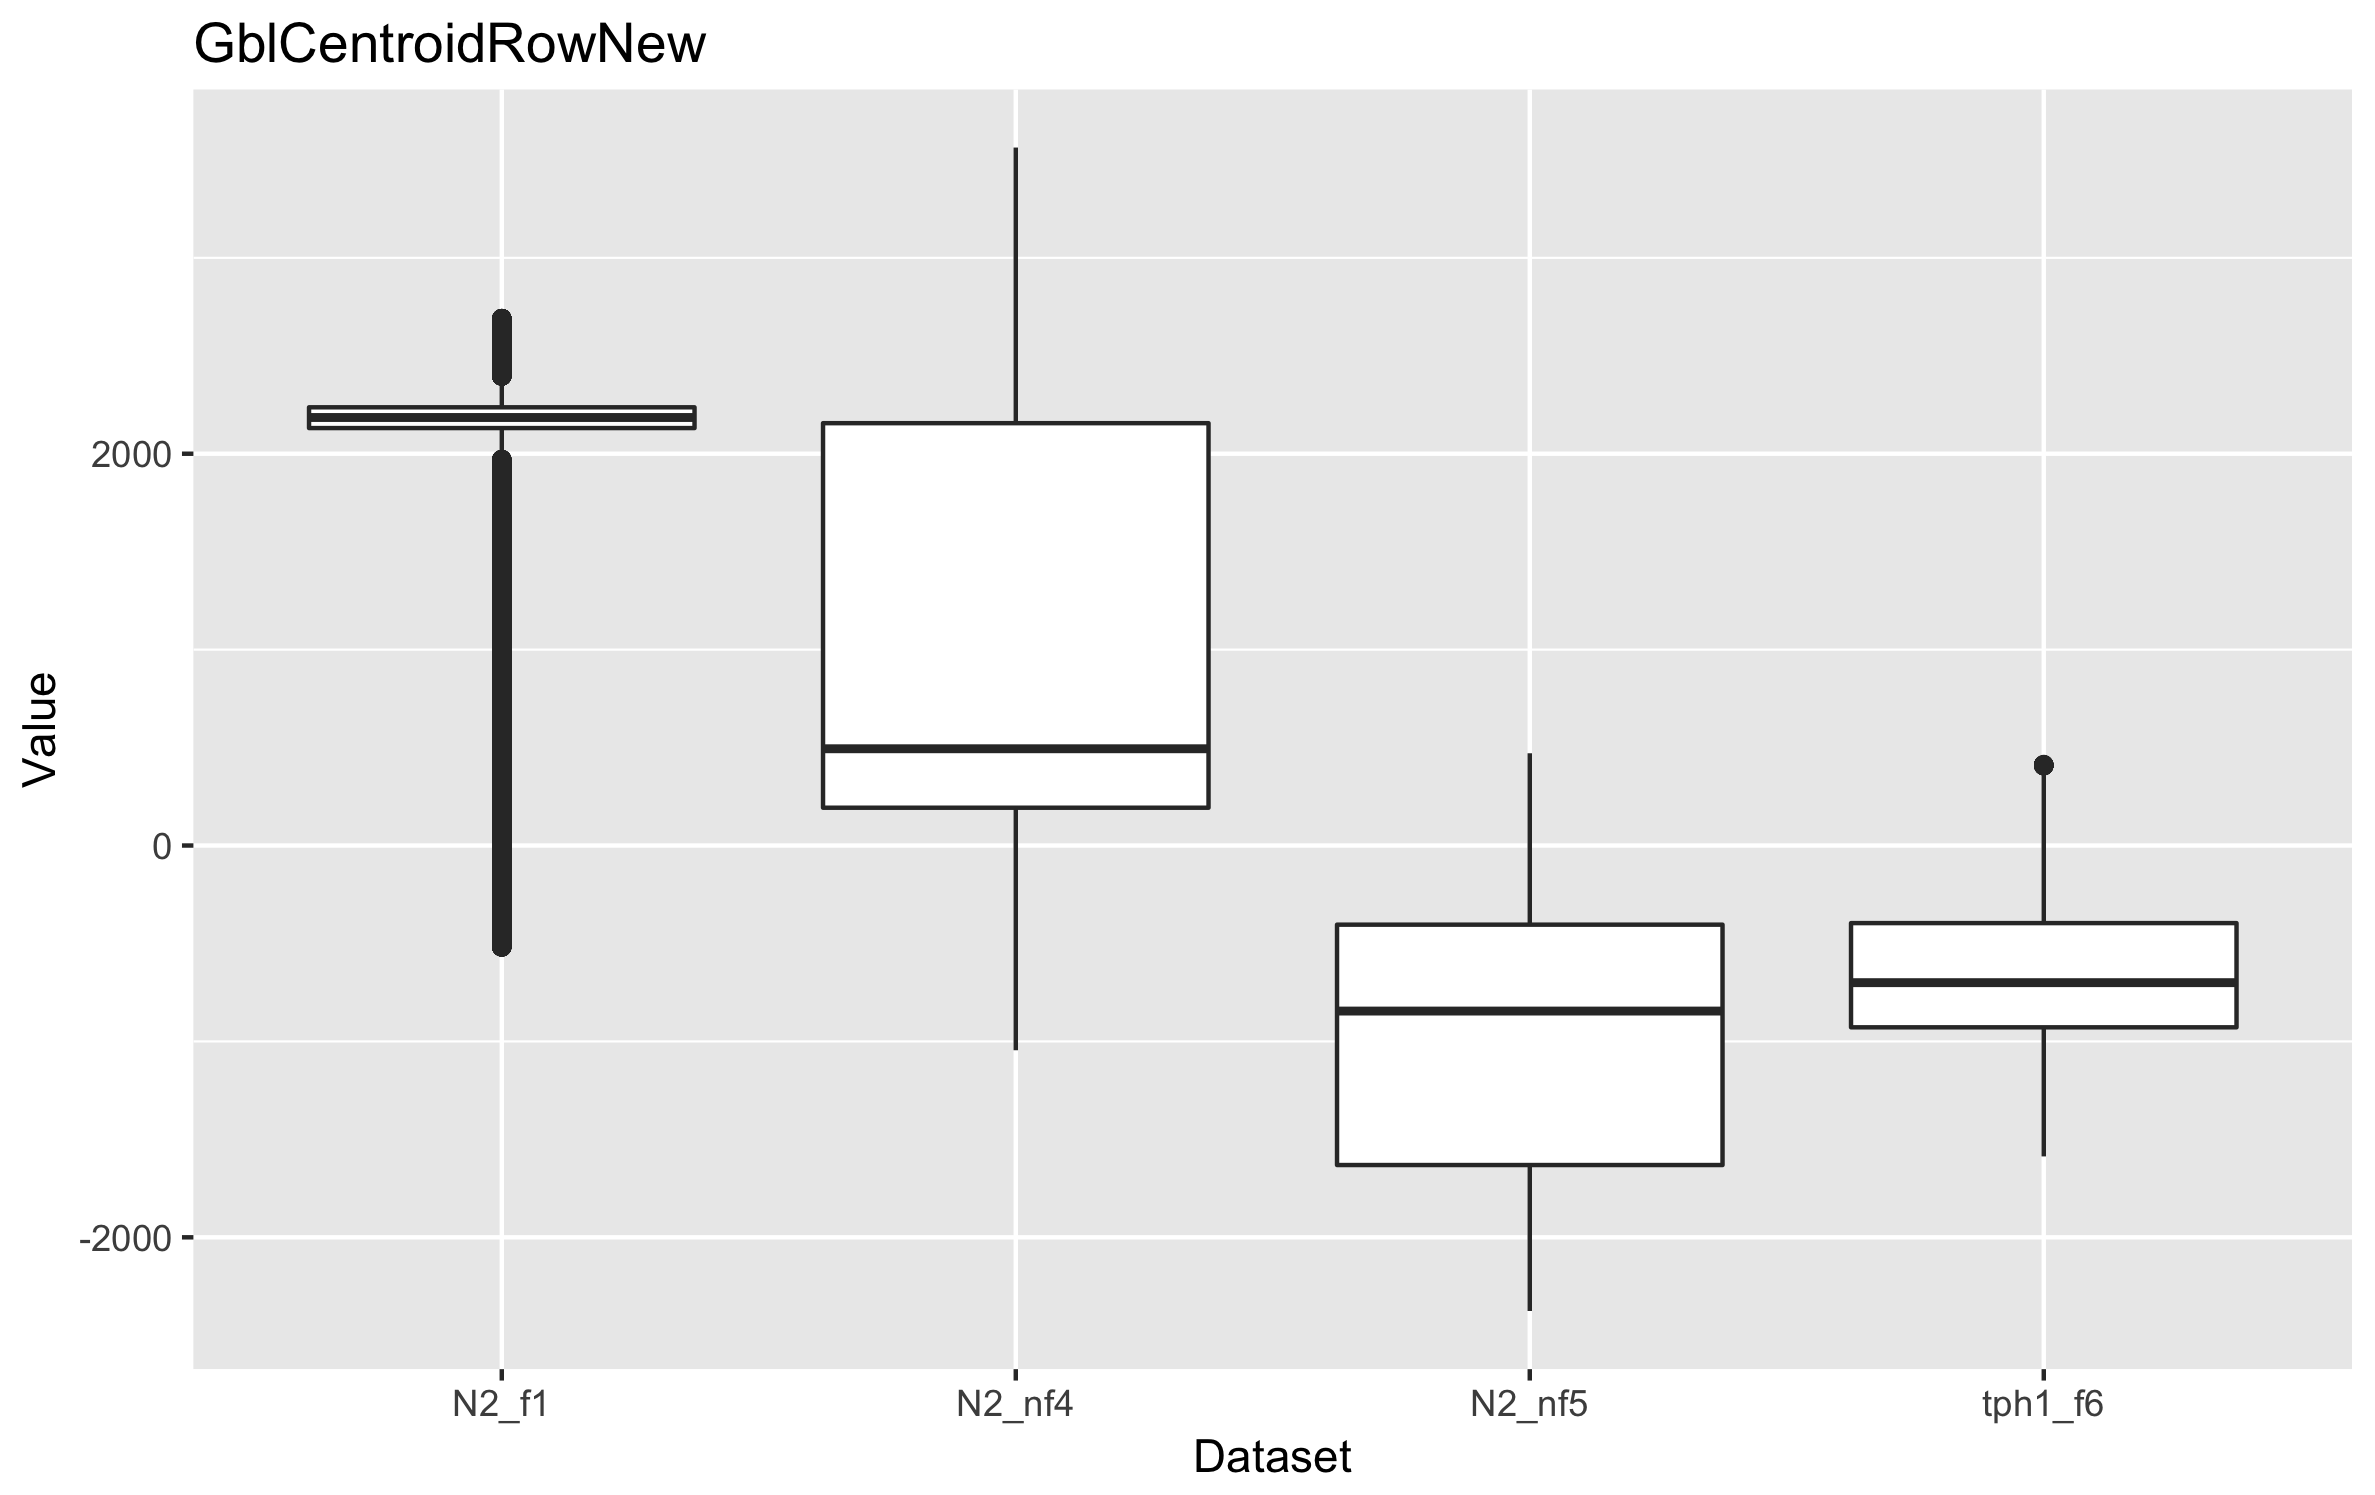 GblCentroidRowNew
Value
2000
0
-2000
N2_f1
N2_nf4
N2_nf5
tph1_f6
Dataset